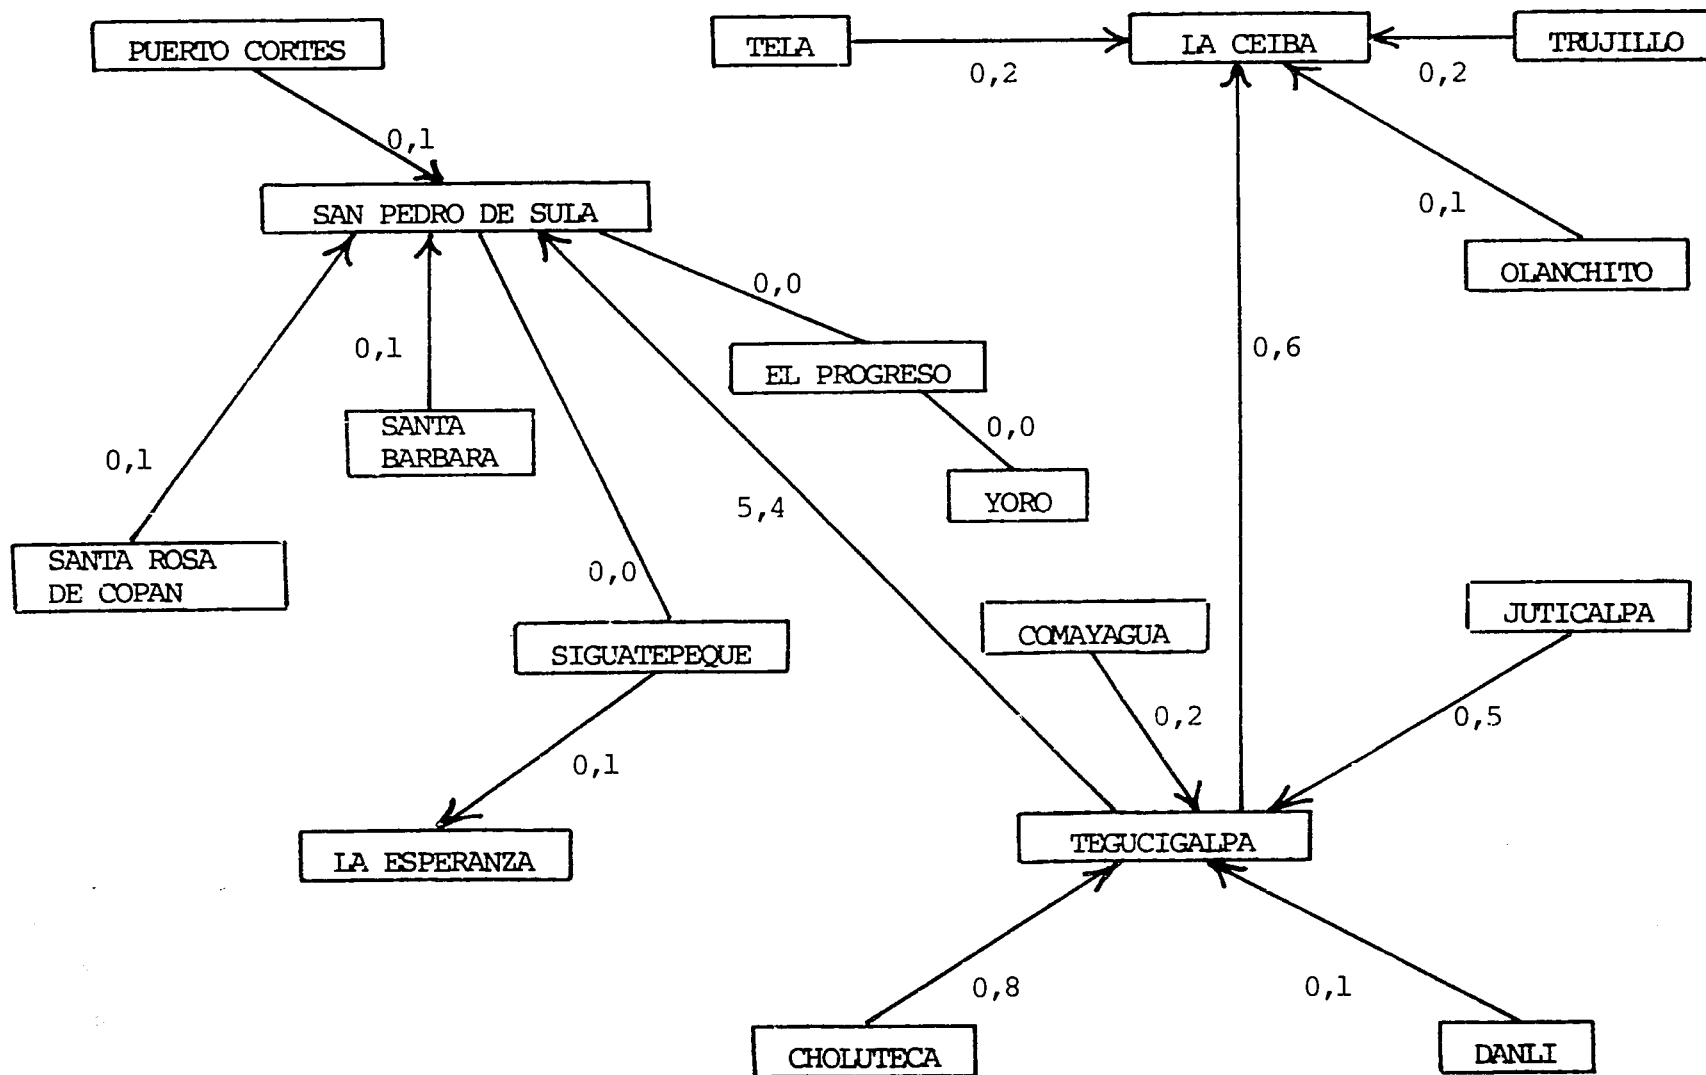 PUERTO CORTES
TELA
LA CEIBA
TRUJILLO
0,2
0,2
0,1
SAN PEDRO DE SULA
0,1
OLANCHITO
0,0
0,1
0,6
EL PROGRESO
SANTA
BARBARA
0,0
0,1
YORO
5,4
SANTA ROSA
DE COPAN
0,0
JUTICALPA
COMAYAGUA
SIGUATEPEQUE
0,2
0,5
0,1
TEGUCIGALPA
LA ESPERANZA
0,8
0,1
CHOLUTECA
DANLI